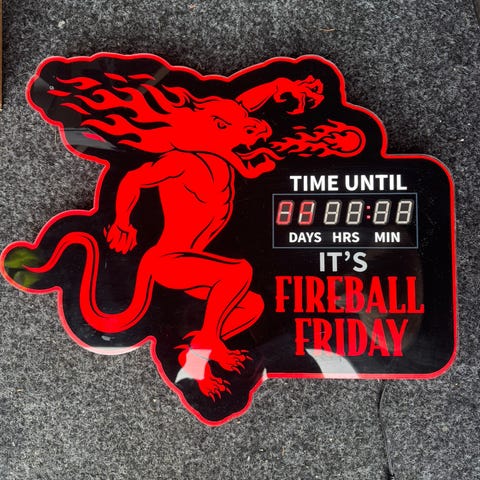 TIME UNTIL
DAYS HRS MIN
IT'S
FIREBALL
FRIDAY